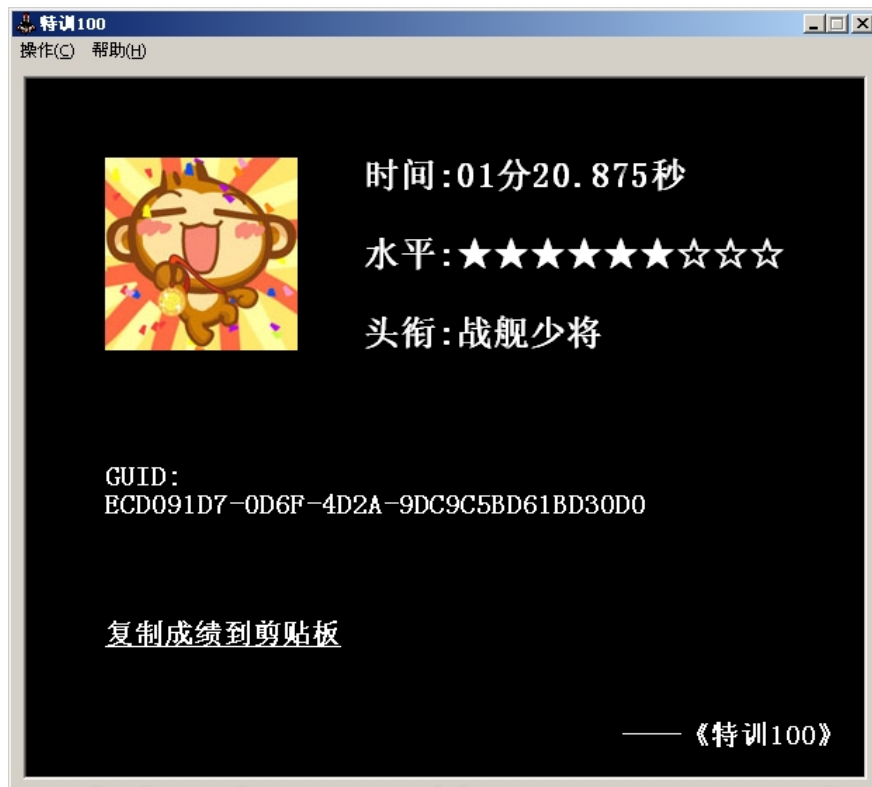 特训100
操作(C) 帮助(H)
时间:01分20.875秒
水平:★★★★★★☆☆☆
头衔:战舰少将
GUID:
ECD091D7-0D6F-4D2A-9DC9C5BD61BD30D0
复制成绩到剪贴板
——《特训100》